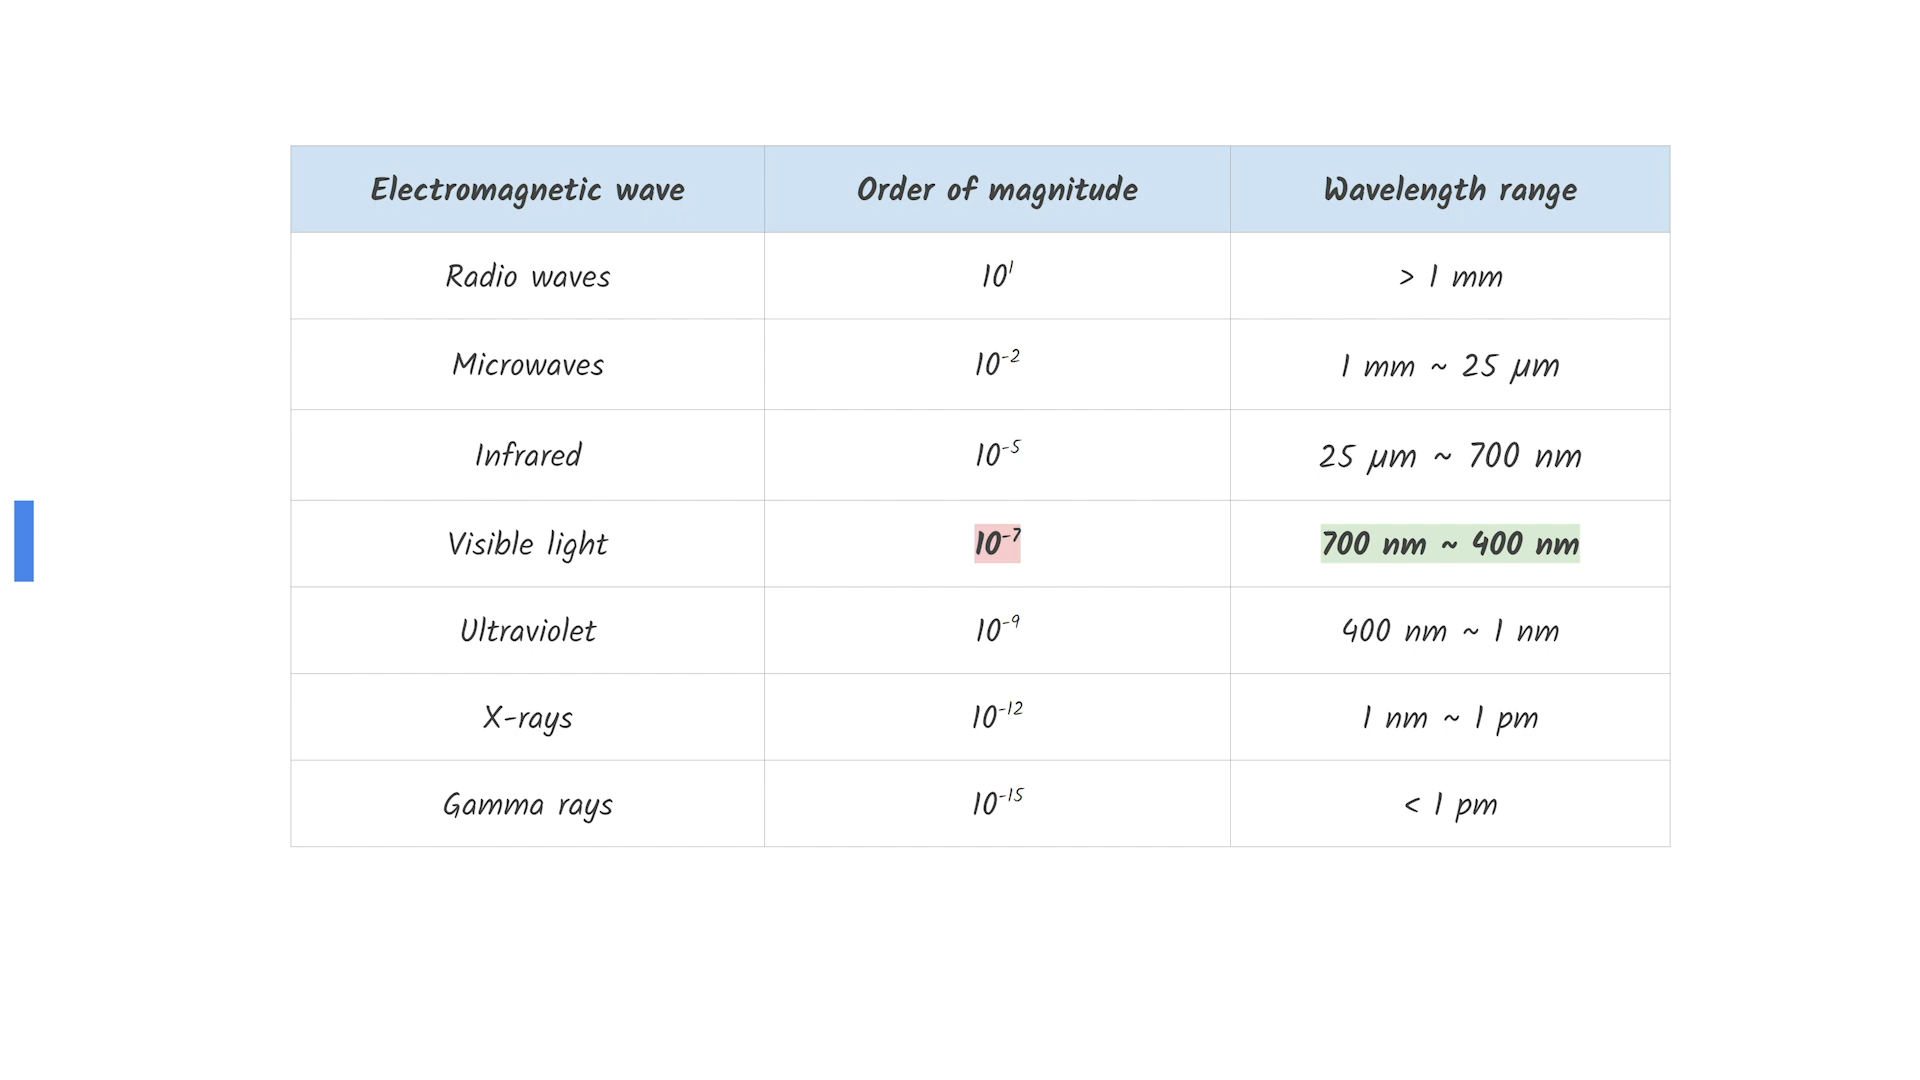 Electromagnetic wave Order of magnitude Wavelength range
Radio waves 10¹ > 1 mm
Microwaves 10⁻² 1 mm ~ 25 µm
Infrared 10⁻⁵ 25 µm ~ 700 nm
Visible light 10⁻⁷ 700 nm ~ 400 nm
Ultraviolet 10⁻⁹ 400 nm ~ 1 nm
X-rays 10⁻¹² 1 nm ~ 1 pm
Gamma rays 10⁻¹⁵ < 1 pm